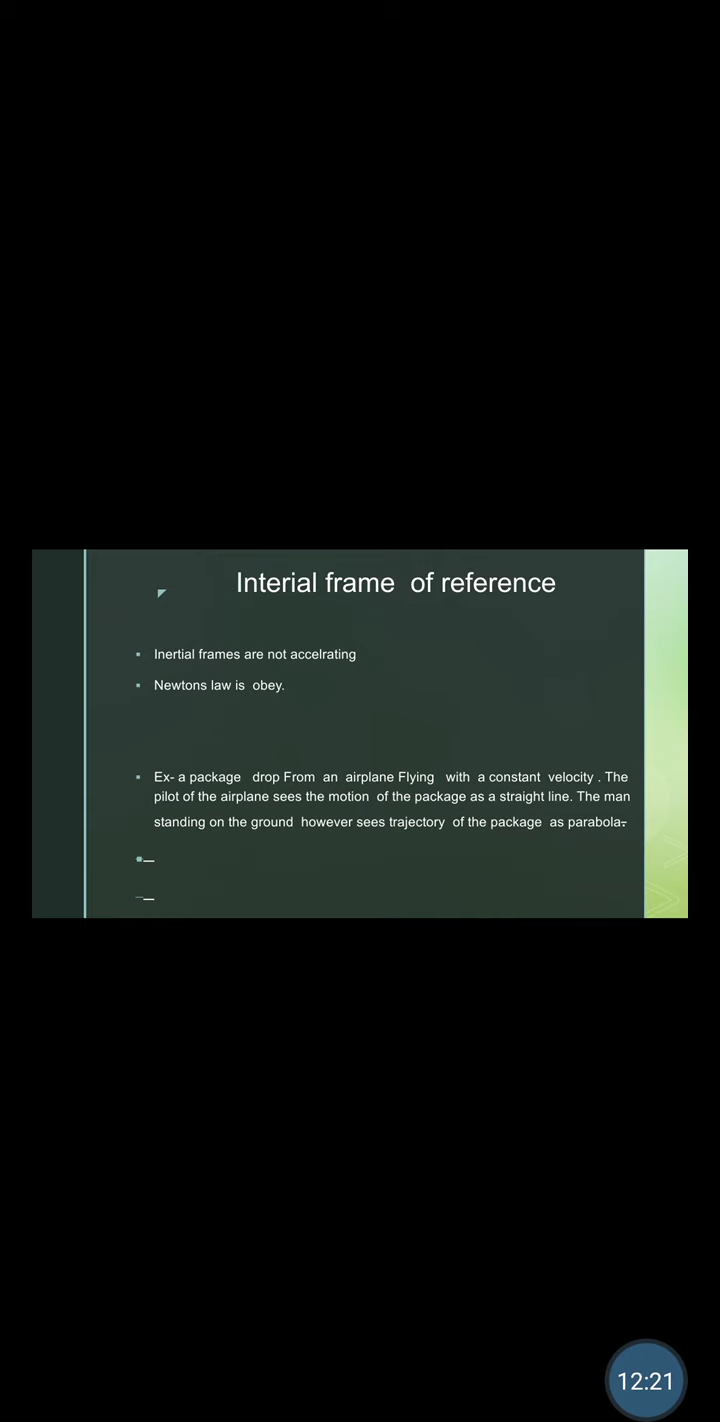 Interial frame of reference
Inertial frames are not accelrating
Newtons law is obey.
Ex- a package drop From an airplane Flying with a constant velocity . The
pilot of the airplane sees the motion of the package as a straight line. The man
standing on the ground however sees trajectory of the package as parabola.
12:21